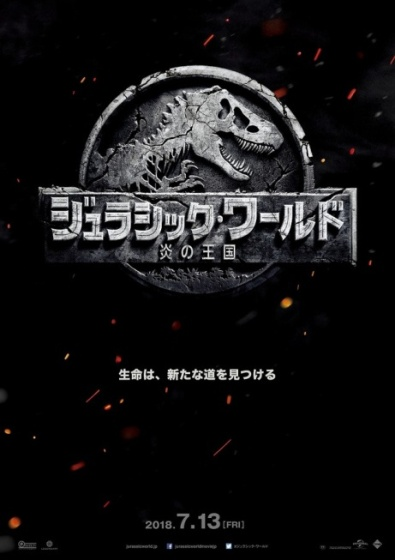 ジュラシック・ワールド
炎の王国
生命は、新たな道を見つける
2018. 7.13 [FRI]